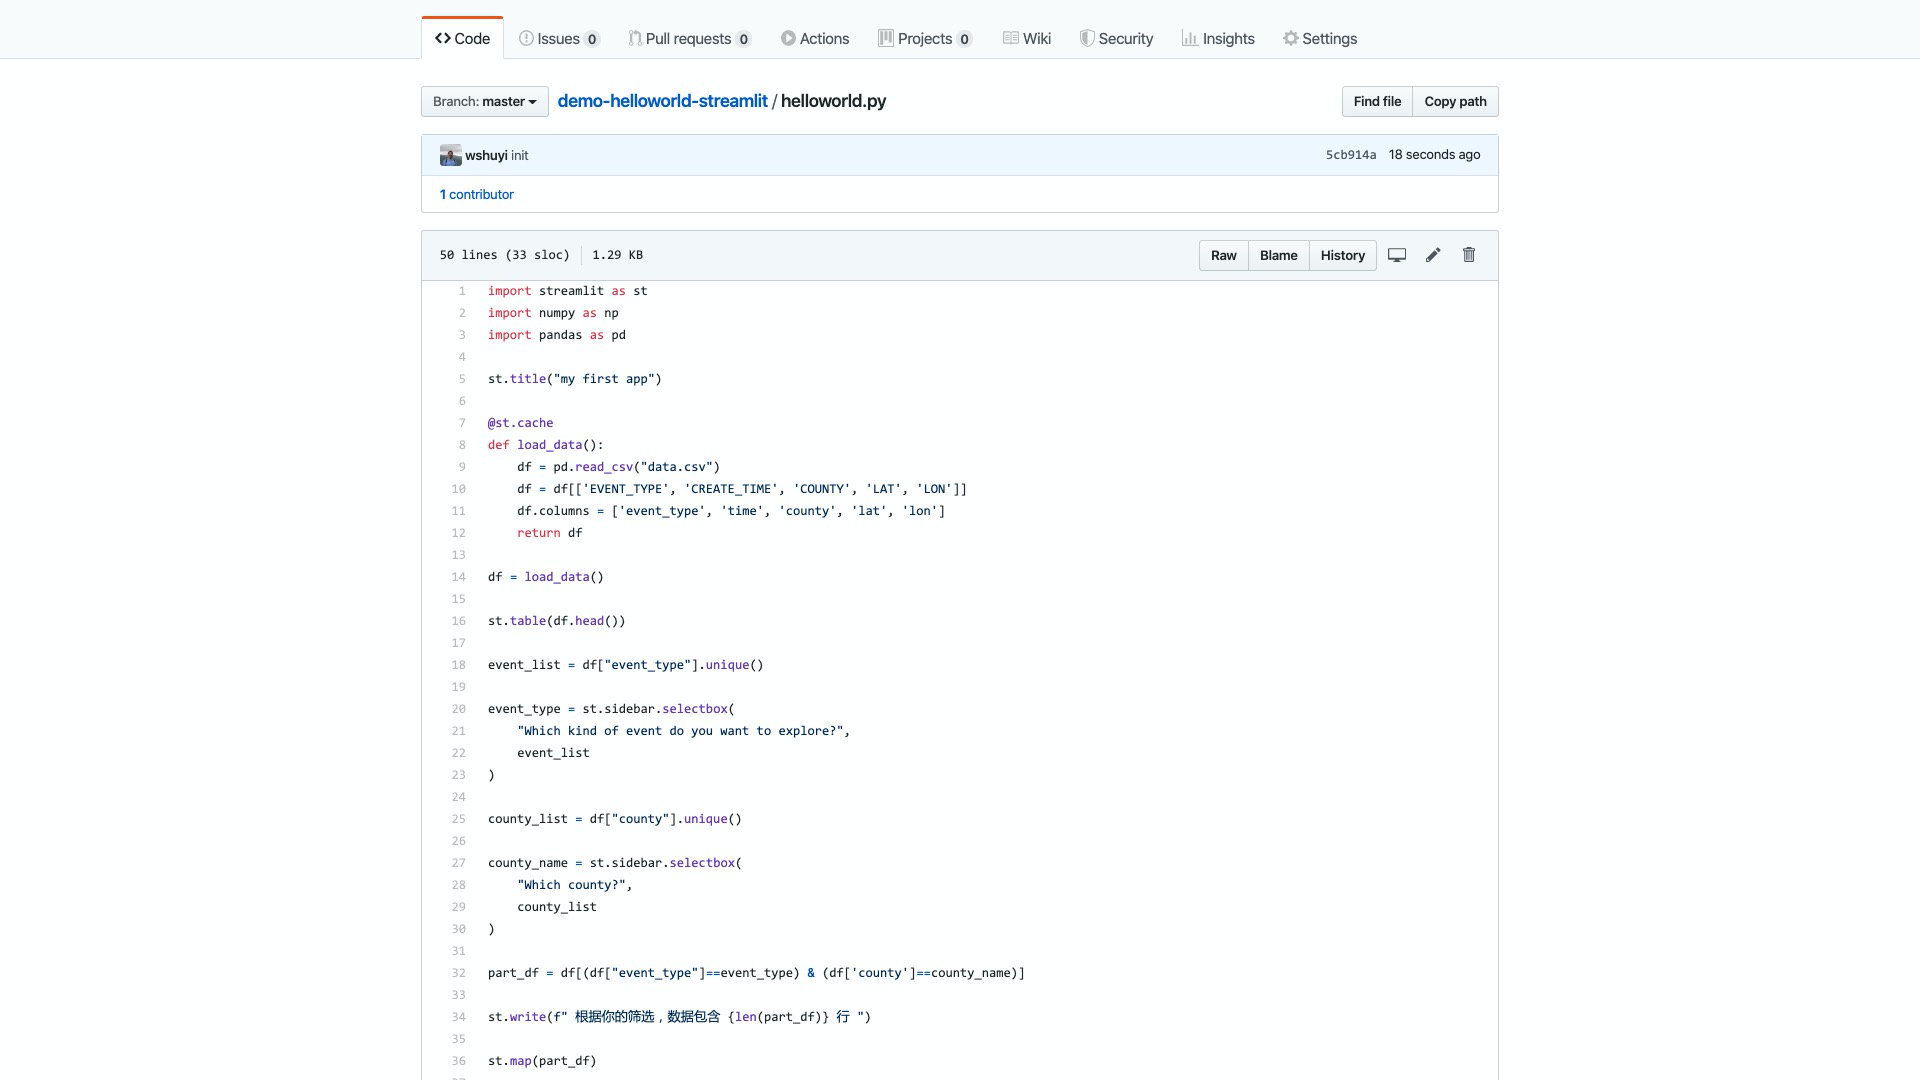 Code Issues 0 Pull requests 0 Actions Projects 0 Wiki Security Insights Settings
Branch: master demo-helloworld-streamlit / helloworld.py Find file Copy path
wshuyi init 5cb914a 18 seconds ago
1 contributor
50 lines (33 sloc) 1.29 KB Raw Blame History
1 import streamlit as st
2 import numpy as np
3 import pandas as pd
4
5 st.title("my first app")
6
7 @st.cache
8 def load_data():
9     df = pd.read_csv("data.csv")
10     df = df[['EVENT_TYPE', 'CREATE_TIME', 'COUNTY', 'LAT', 'LON']]
11     df.columns = ['event_type', 'time', 'county', 'lat', 'lon']
12     return df
13
14 df = load_data()
15
16 st.table(df.head())
17
18 event_list = df["event_type"].unique()
19
20 event_type = st.sidebar.selectbox(
21     "Which kind of event do you want to explore?",
22     event_list
23 )
24
25 county_list = df["county"].unique()
26
27 county_name = st.sidebar.selectbox(
28     "Which county?",
29     county_list
30 )
31
32 part_df = df[(df["event_type"]==event_type) & (df['county']==county_name)]
33
34 st.write(f" 根据你的筛选，数据包含 {len(part_df)} 行 ")
35
36 st.map(part_df)